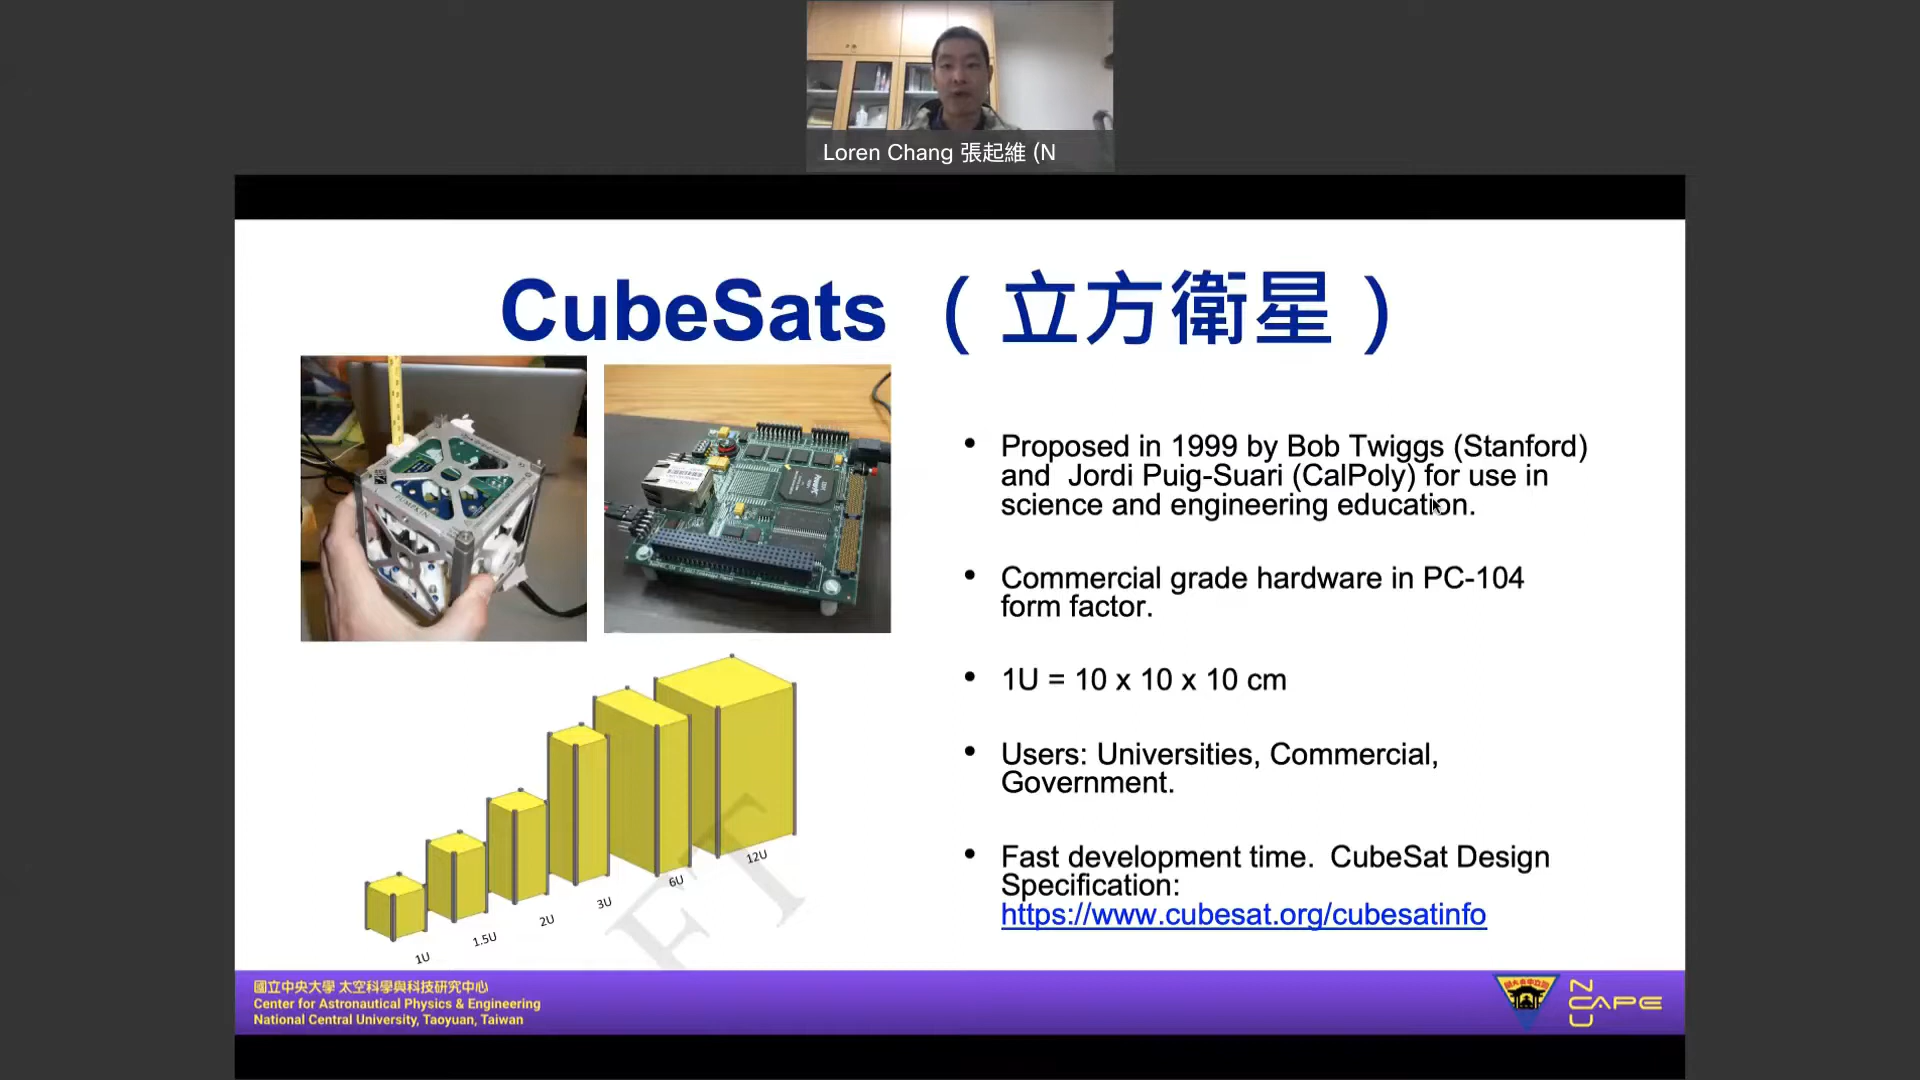 Loren Chang 張起維 (N
CubeSats （立方衛星）
• Proposed in 1999 by Bob Twiggs (Stanford)
and  Jordi Puig-Suari (CalPoly) for use in
science and engineering education.
• Commercial grade hardware in PC-104
form factor.
• 1U = 10 x 10 x 10 cm
• Users: Universities, Commercial,
Government.
• Fast development time.  CubeSat Design
Specification:
https://www.cubesat.org/cubesatinfo
1U
1.5U
2U
3U
6U
12U
FT
國立中央大學 太空科學與科技研究中心
Center for Astronautical Physics & Engineering
National Central University, Taoyuan, Taiwan
N
CAPE
U